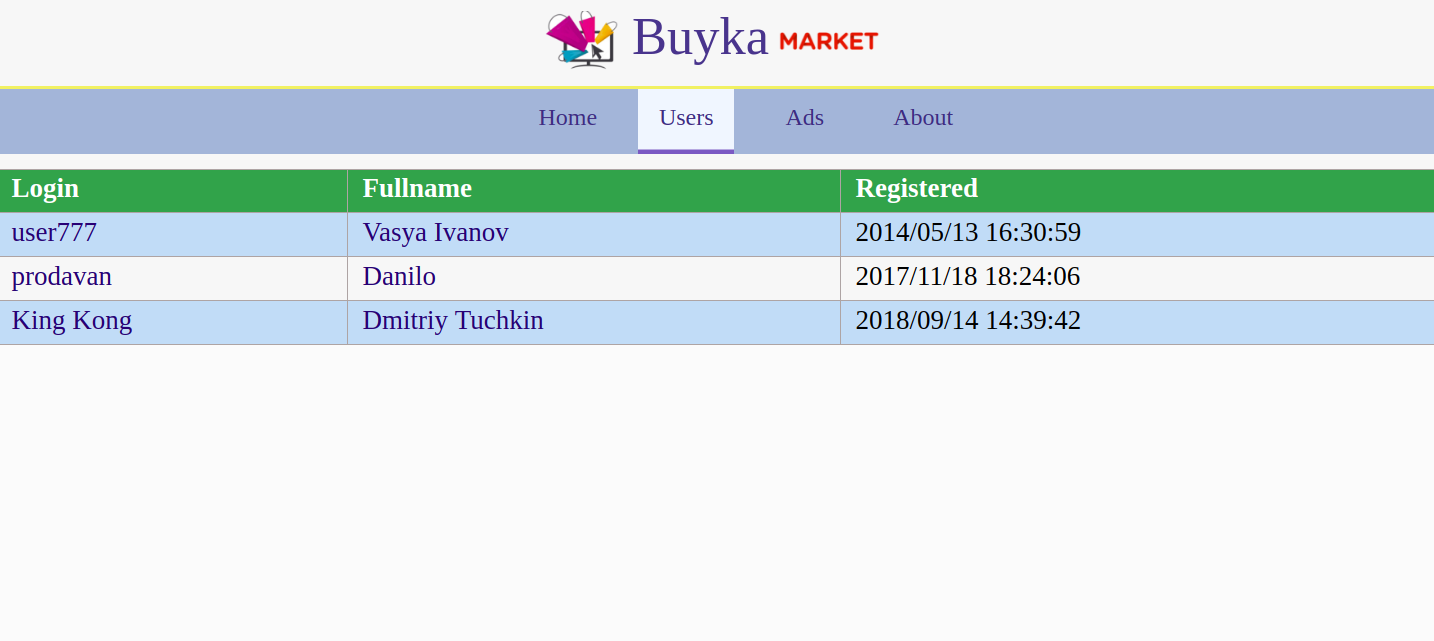 Buyka MARKET
Home Users Ads About
Login Fullname Registered
user777 Vasya Ivanov 2014/05/13 16:30:59
prodavan Danilo 2017/11/18 18:24:06
King Kong Dmitriy Tuchkin 2018/09/14 14:39:42